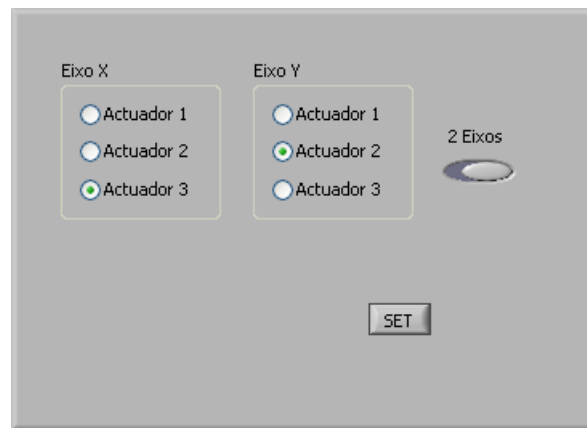 Eixo X
Actuador 1
Actuador 2
Actuador 3
Eixo Y
Actuador 1
Actuador 2
Actuador 3
2 Eixos
SET